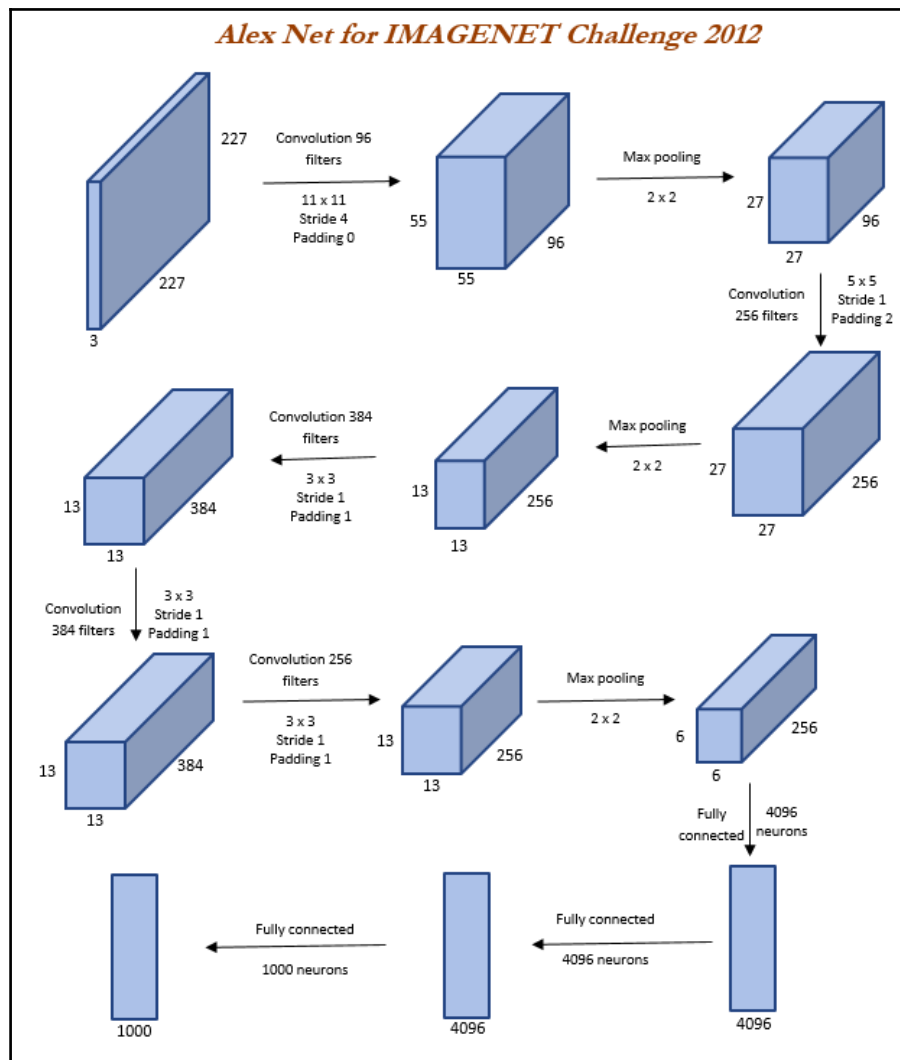 Alex Net for IMAGENET Challenge 2012
227
227
3
Convolution 96
filters
11 x 11
Stride 4
Padding 0
55
55
96
Max pooling
2 x 2
27
27
96
Convolution
256 filters
5 x 5
Stride 1
Padding 2
27
27
256
Max pooling
2 x 2
13
13
256
Convolution 384
filters
3 x 3
Stride 1
Padding 1
13
13
384
Convolution
384 filters
3 x 3
Stride 1
Padding 1
13
13
384
Convolution 256
filters
3 x 3
Stride 1
Padding 1
13
13
256
Max pooling
2 x 2
6
6
256
Fully
connected
4096
neurons
4096
Fully connected
4096 neurons
4096
Fully connected
1000 neurons
1000